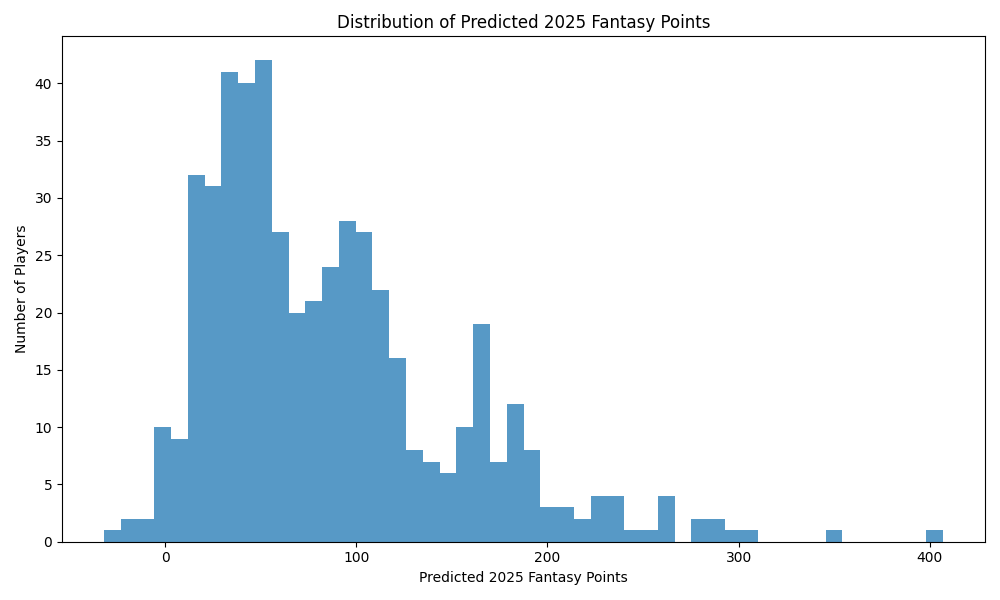 Distribution of Predicted 2025 Fantasy Points
Number of Players
40
35
30
25
20
15
10
5
0
0 100 200 300 400
Predicted 2025 Fantasy Points